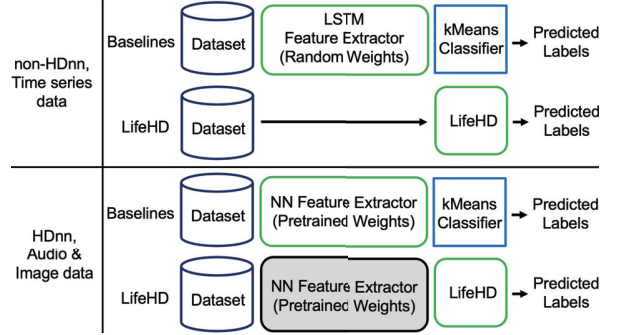 non-HDnn,
Time series
data
Baselines
Dataset
LSTM
Feature Extractor
(Random Weights)
kMeans
Classifier
Predicted
Labels
LifeHD
Dataset
LifeHD
Predicted
Labels
HDnn,
Audio &
Image data
Baselines
Dataset
NN Feature Extractor
(Pretrained Weights)
kMeans
Classifier
Predicted
Labels
LifeHD
Dataset
NN Feature Extractor
(Pretrained Weights)
LifeHD
Predicted
Labels